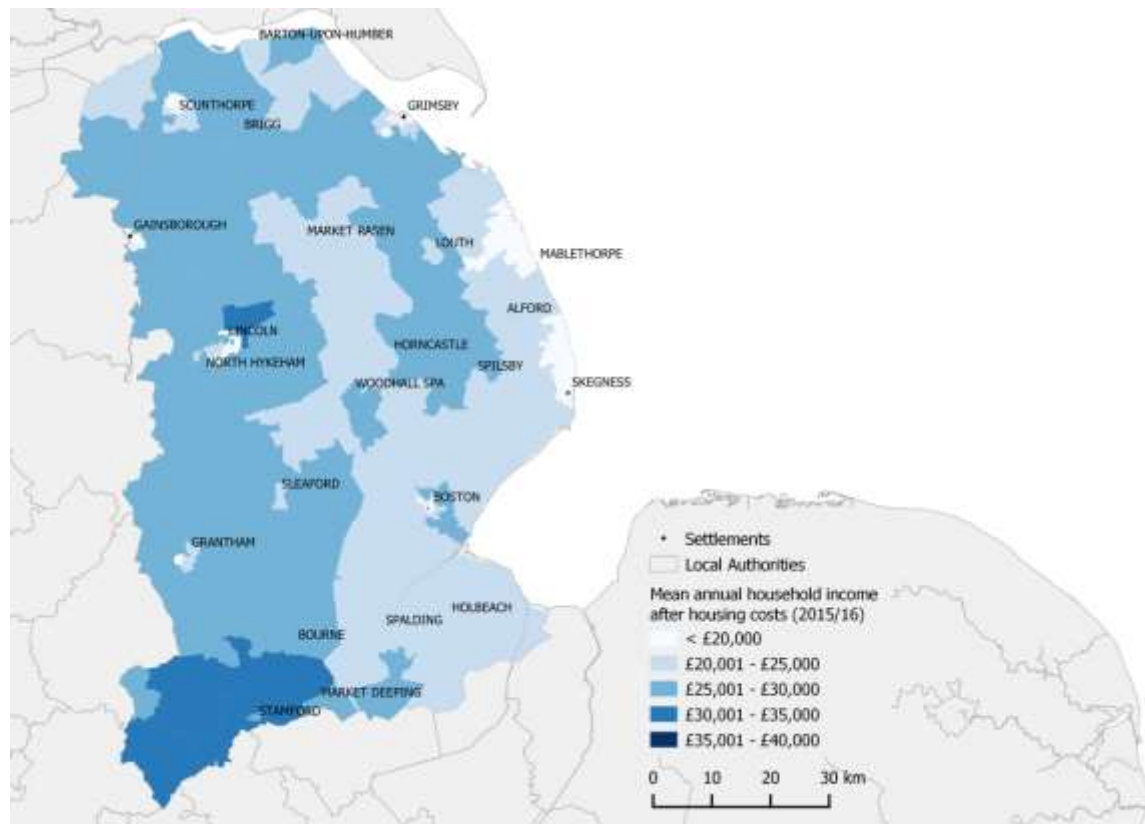 BARTON-UPON-HUMBER
SCUNTHORPE
GRIMSBY
BRIGG
GAINSBOROUGH
MARKET RASEN
LOUTH
MABLETHORPE
ALFORD
LINCOLN
HORNCASTLE
NORTH HYKEHAM
SPILSBY
WOODHALL SPA
SKEGNESS
SLEAFORD
BOSTON
GRANTHAM
HOLBEACH
SPALDING
BOURNE
MARKET DEEPING
STAMFORD
Settlements
Local Authorities
Mean annual household income
after housing costs (2015/16)
< £20,000
£20,001 - £25,000
£25,001 - £30,000
£30,001 - £35,000
£35,001 - £40,000
0 10 20 30 km